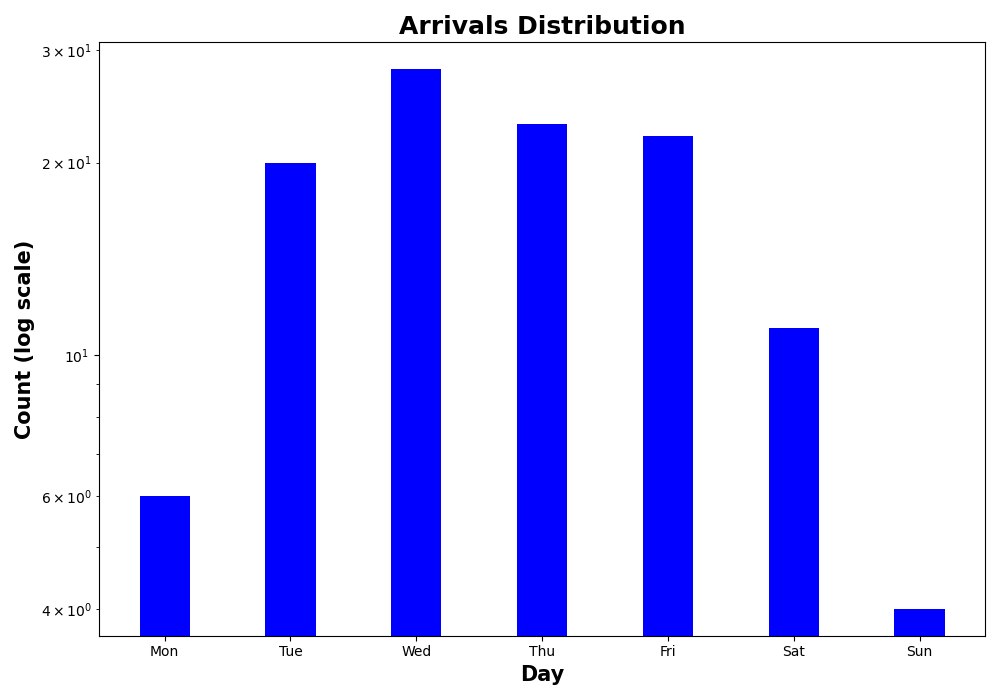 Arrivals Distribution
Count (log scale)
3 × 10¹
2 × 10¹
10¹
6 × 10⁰
4 × 10⁰
Mon Tue Wed Thu Fri Sat Sun
Day